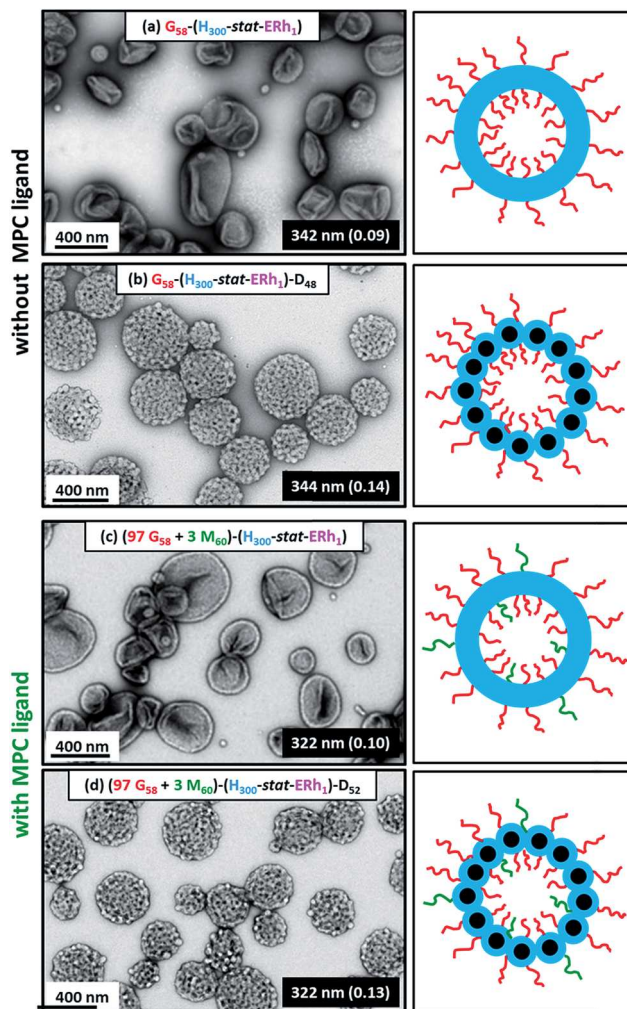 without MPC ligand
(a) G58-(H300-stat-ERh1)
400 nm
342 nm (0.09)
(b) G58-(H300-stat-ERh1)-D48
400 nm
344 nm (0.14)
with MPC ligand
(c) (97 G58 + 3 M60)-(H300-stat-ERh1)
400 nm
322 nm (0.10)
(d) (97 G58 + 3 M60)-(H300-stat-ERh1)-D52
400 nm
322 nm (0.13)